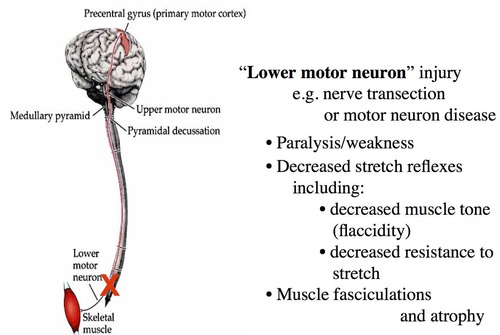 Precentral gyrus (primary motor cortex)
Upper motor neuron
Medullary pyramid
Pyramidal decussation
Lower
motor
neuron
Skeletal
muscle
“Lower motor neuron” injury
e.g. nerve transection
or motor neuron disease
• Paralysis/weakness
• Decreased stretch reflexes
including:
• decreased muscle tone
(flaccidity)
• decreased resistance to
stretch
• Muscle fasciculations
and atrophy